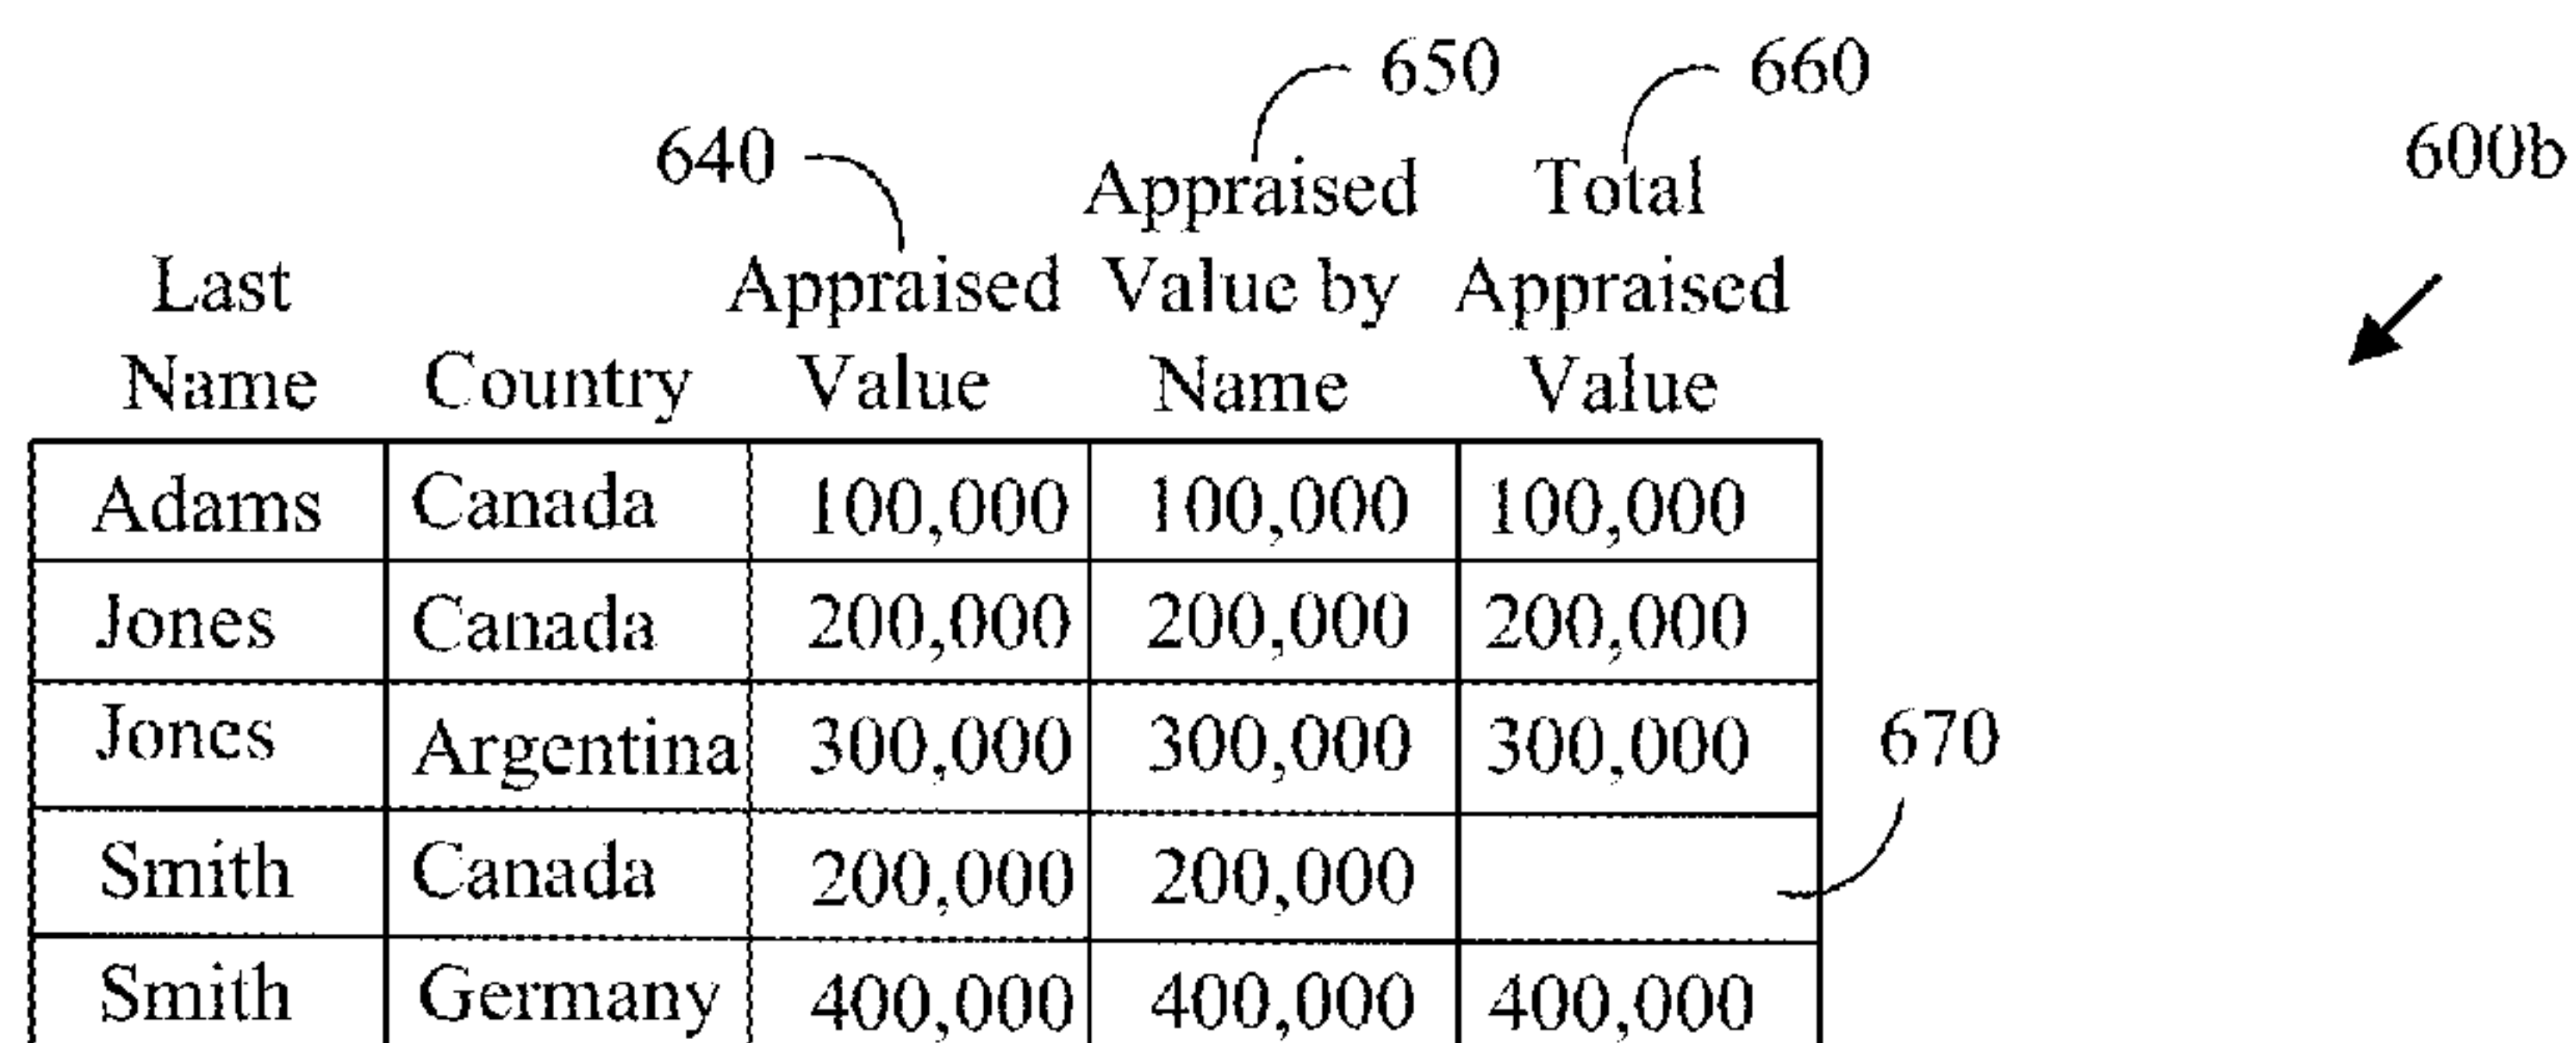 650 660
640 600b
Appraised Total
Last Appraised Value by Appraised
Name Country Value Name Value
Adams Canada 100,000 100,000 100,000
Jones Canada 200,000 200,000 200,000
Jones Argentina 300,000 300,000 300,000
670
Smith Canada 200,000 200,000
Smith Germany 400,000 400,000 400,000